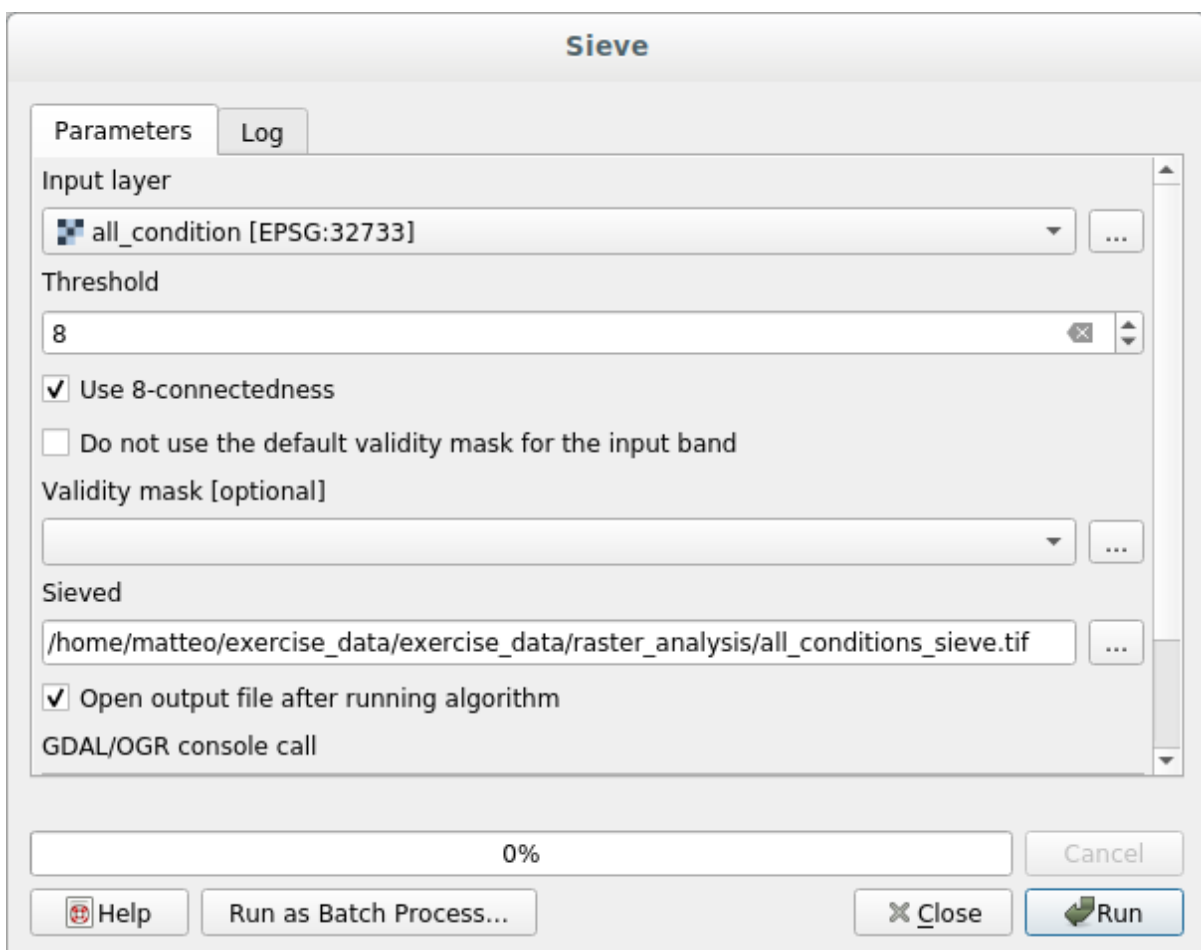 Sieve
Parameters Log
Input layer
all_condition [EPSG:32733] ...
Threshold
8
Use 8-connectedness
Do not use the default validity mask for the input band
Validity mask [optional]
...
Sieved
/home/matteo/exercise_data/exercise_data/raster_analysis/all_conditions_sieve.tif ...
Open output file after running algorithm
GDAL/OGR console call
0% Cancel
Help Run as Batch Process... Close Run